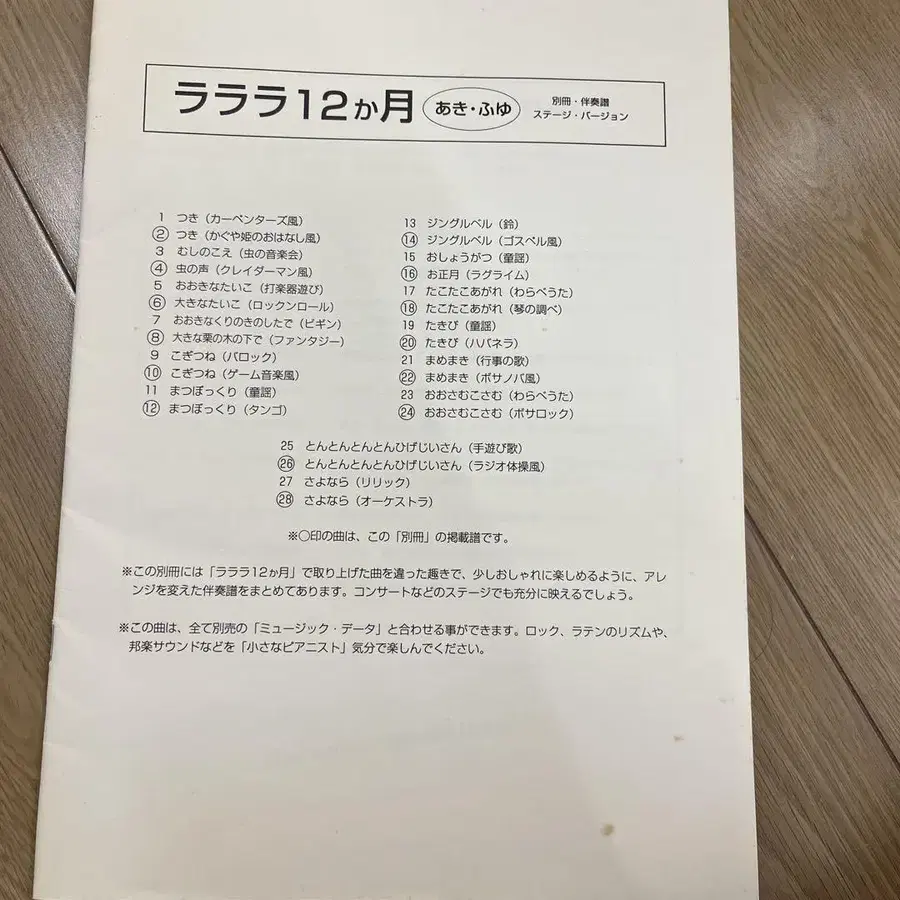 ラララ12か月
あき・ふゆ
別冊・伴奏譜
ステージ・バージョン
1 つき（カーペンターズ風）
② つき（かぐや姫のおはなし風）
3 むしのこえ（虫の音楽会）
④ 虫の声（クレイダーマン風）
5 おおきなたいこ（打楽器遊び）
⑥ 大きなたいこ（ロックンロール）
7 おおきなくりのきのしたで（ビギン）
⑧ 大きな栗の木の下で（ファンタジー）
9 こぎつね（バロック）
⑩ こぎつね（ゲーム音楽風）
11 まつぼっくり（童謡）
⑫ まつぼっくり（タンゴ）
13 ジングルベル（鈴）
⑭ ジングルベル（ゴスペル風）
15 おしょうがつ（童謡）
⑯ お正月（ラグライム）
17 たこたこあがれ（わらべうた）
⑱ たこたこあがれ（琴の調べ）
19 たきび（童謡）
⑳ たきび（ハバネラ）
21 まめまき（行事の歌）
㉒ まめまき（ボサノバ風）
23 おおさむこさむ（わらべうた）
㉔ おおさむこさむ（ボサロック）
25 とんとんとんとんひげじいさん（手遊び歌）
㉖ とんとんとんとんひげじいさん（ラジオ体操風）
27 さよなら（リリック）
㉘ さよなら（オーケストラ）
※〇印の曲は、この「別冊」の掲載譜です。
※この別冊には「ラララ12か月」で取り上げた曲を違った趣きで、少しおしゃれに楽しめるように、アレ
ンジを変えた伴奏譜をまとめてあります。コンサートなどのステージでも充分に映えるでしょう。
※この曲は、全て別売の「ミュージック・データ」と合わせる事ができます。ロック、ラテンのリズムや、
邦楽サウンドなどを「小さなピアニスト」気分で楽しんでください。